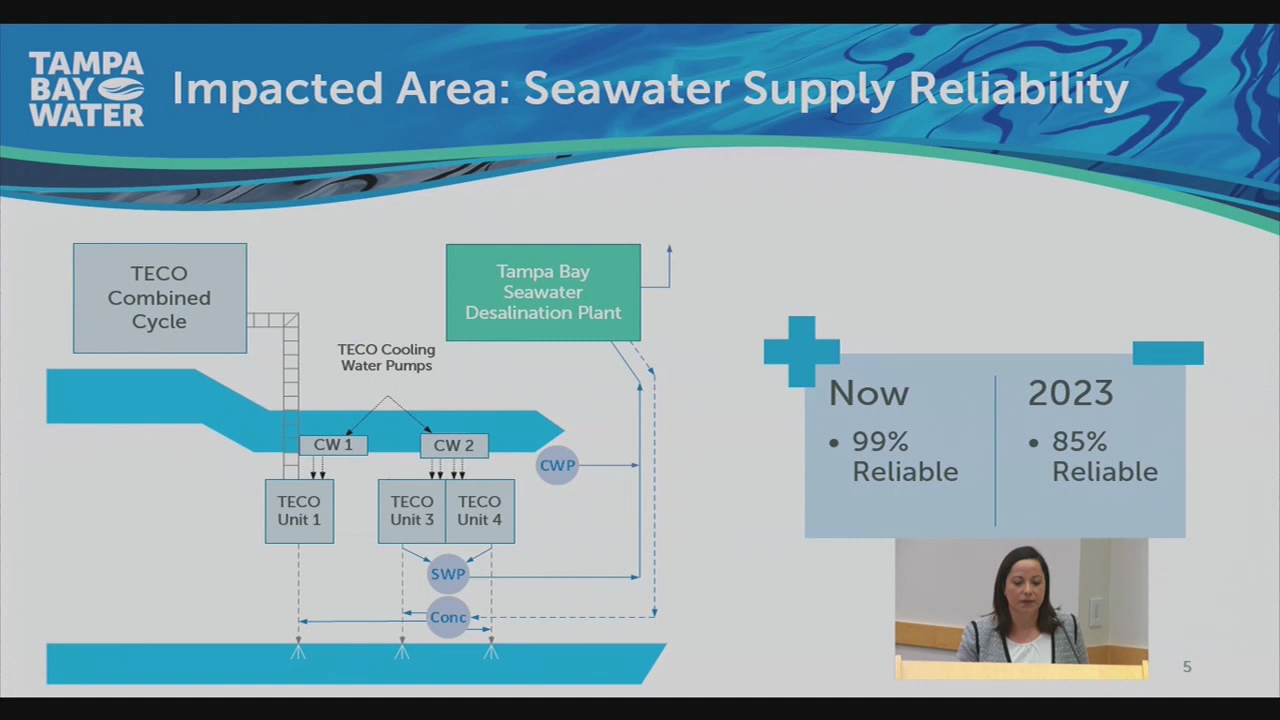 TAMPA
BAY
WATER
Impacted Area: Seawater Supply Reliability
TECO
Combined
Cycle
Tampa Bay
Seawater
Desalination Plant
TECO Cooling
Water Pumps
CW 1
CW 2
CWP
TECO
Unit 1
TECO
Unit 3
TECO
Unit 4
SWP
Conc
Now
• 99%
Reliable
2023
• 85%
Reliable
5